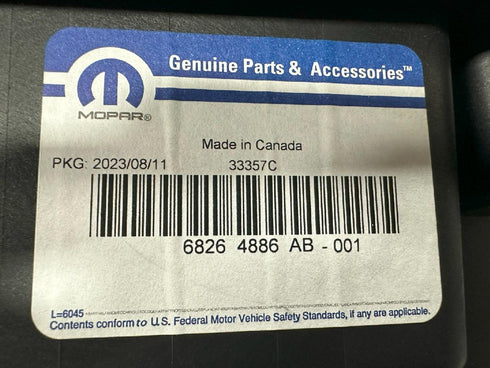 Genuine Parts & Accessories™
MOPAR®
Made in Canada
PKG: 2023/08/11 33357C
6826 4886 AB - 001
L=6045
Contents conform to U.S. Federal Motor Vehicle Safety Standards, if any are applicable.